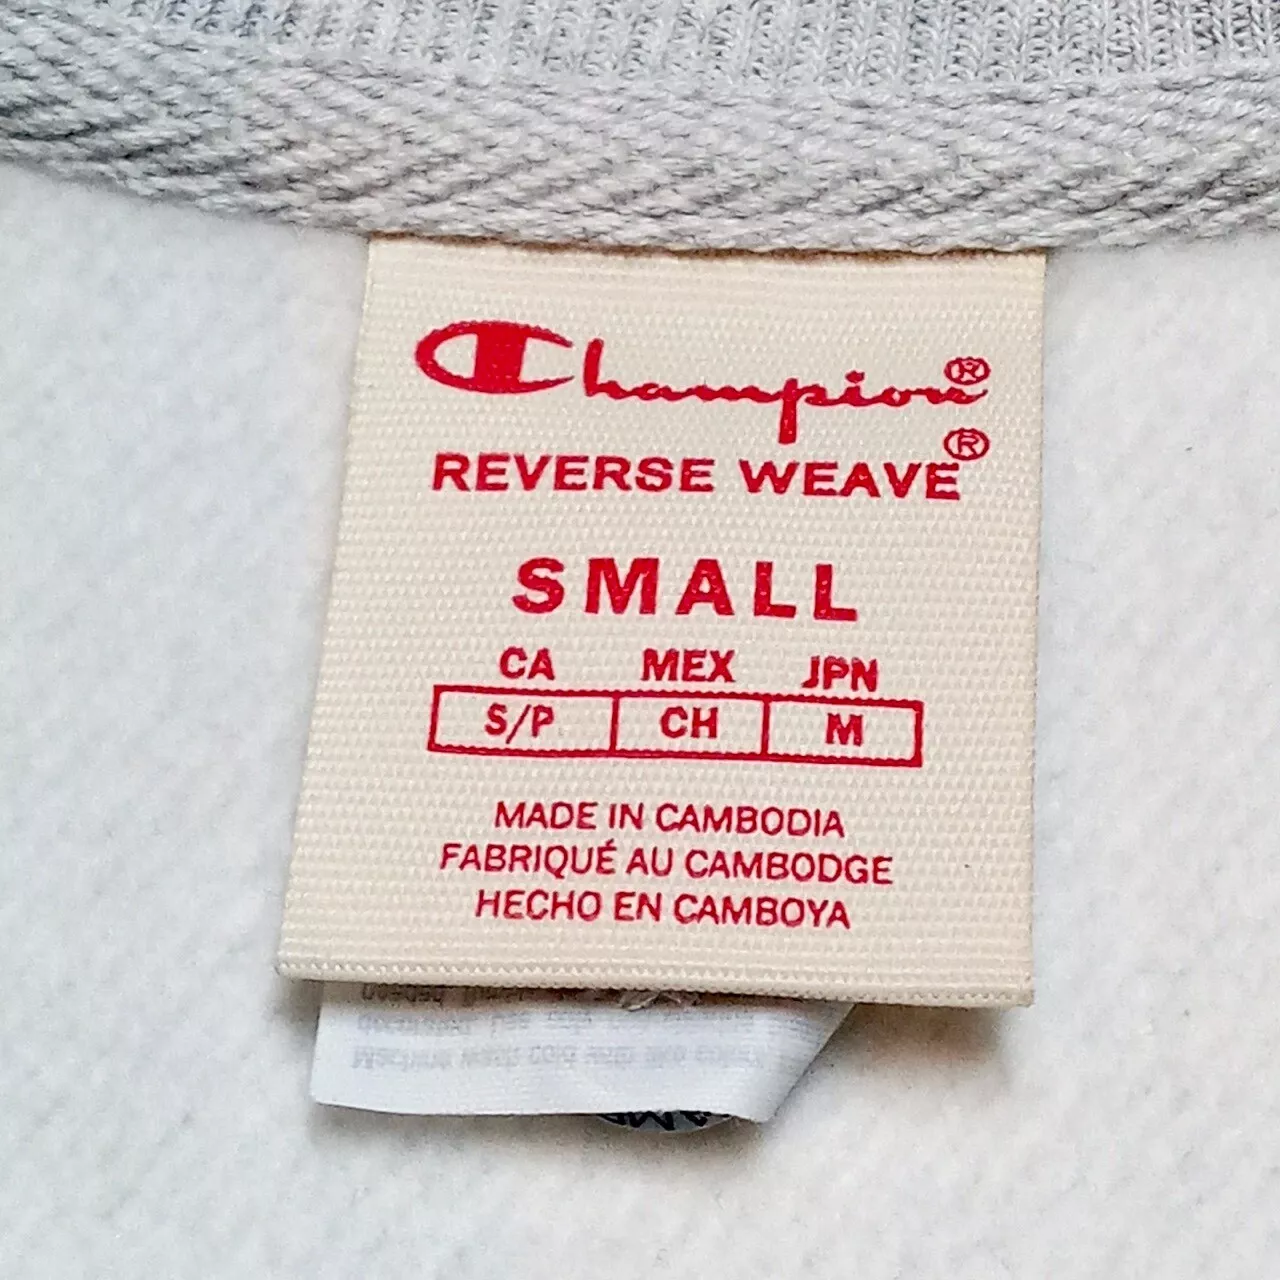 Champion®
REVERSE WEAVE®
SMALL
CA MEX JPN
S/P CH M
MADE IN CAMBODIA
FABRIQUÉ AU CAMBODGE
HECHO EN CAMBOYA